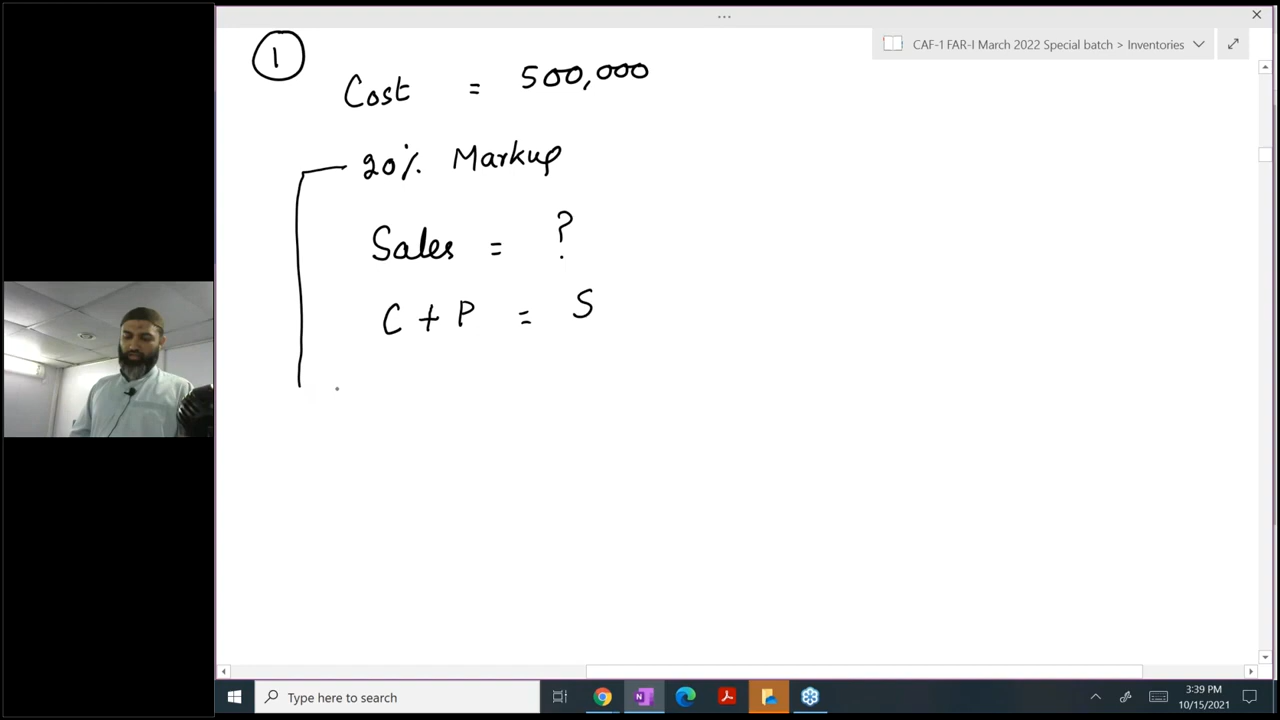 CAF-1 FAR-I March 2022 Special batch > Inventories
1
Cost = 500,000
20% Markup
Sales = ?
C + P = S
Type here to search
3:39 PM
10/15/2021